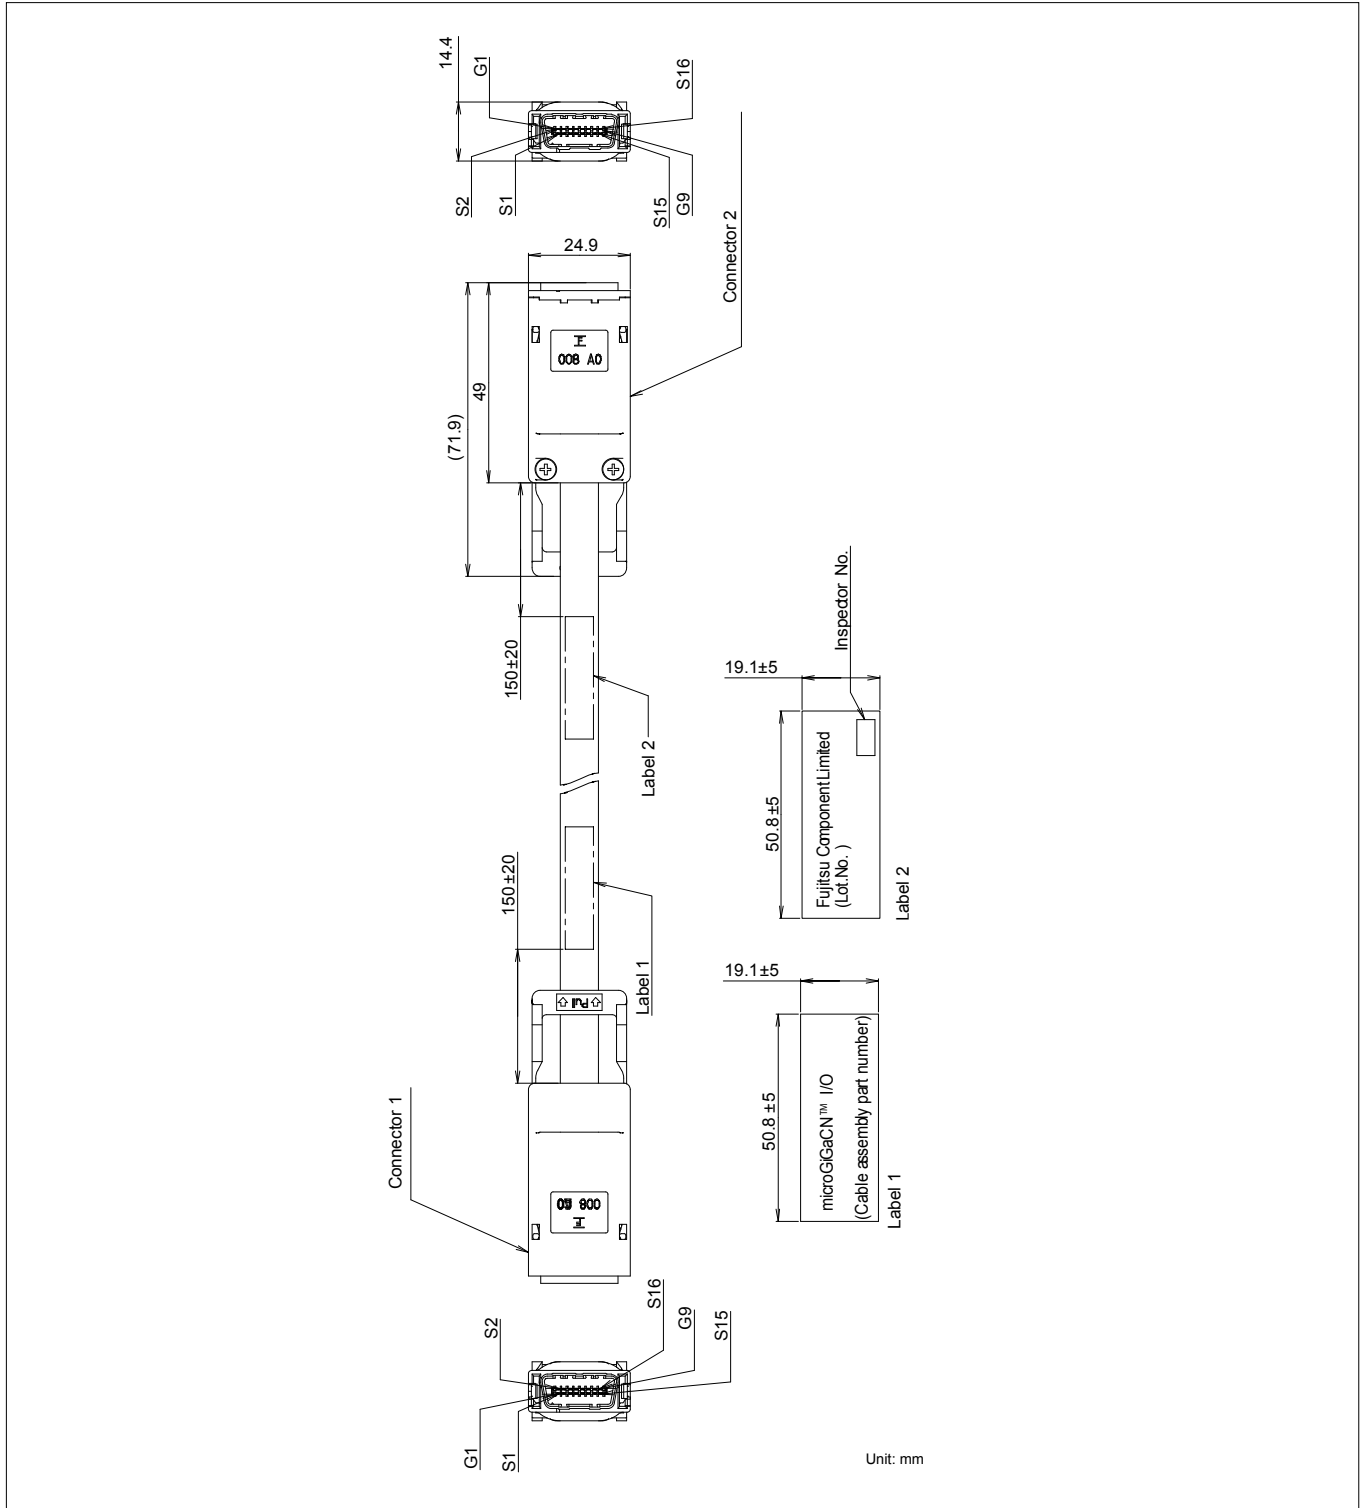 14.4
G1
S16
S2
S1
S15
G9
Connector 2
24.9
(71.9)
49
F
008 A0
150±20
Label 2
Inspector No.
19.1±5
50.8±5
Fujitsu Component Limited
(Lot.No. )
Label 2
150±20
Label 1
Pull
19.1±5
50.8±5
microGiGaCN™ I/O
(Cable assembly part number)
Label 1
Connector 1
008
F
S2
S16
G9
S15
G1
S1
Unit: mm